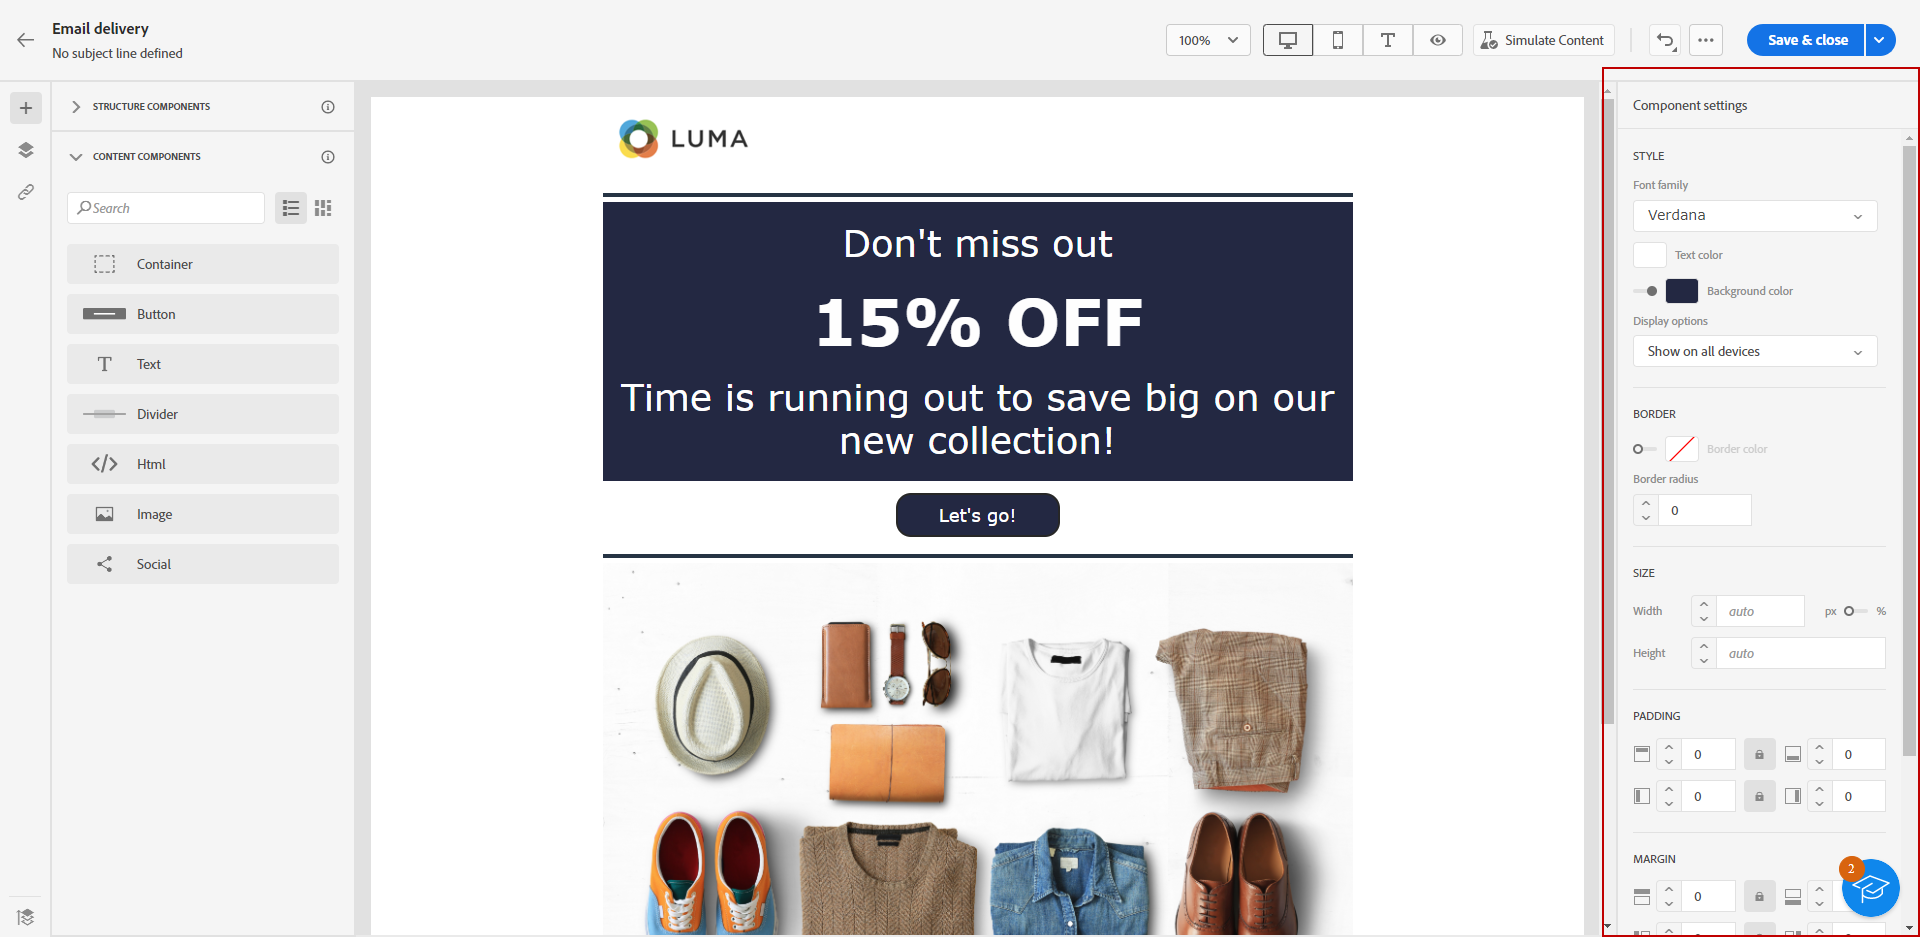 Email delivery
No subject line defined
100%
Simulate Content
Save & close
STRUCTURE COMPONENTS
CONTENT COMPONENTS
Search
Container
Button
Text
Divider
Html
Image
Social
LUMA
Don't miss out
15% OFF
Time is running out to save big on our
new collection!
Let's go!
Component settings
STYLE
Font family
Verdana
Text color
Background color
Display options
Show on all devices
BORDER
Border color
Border radius
0
SIZE
Width auto px %
Height auto
PADDING
0 0
0 0
MARGIN
2
0